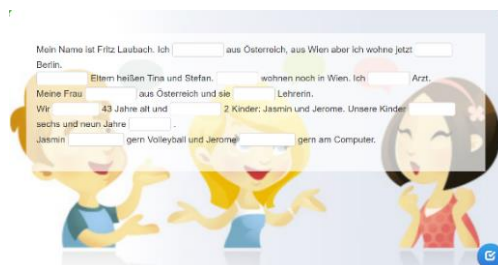 Mein Name ist Fritz Laubach. Ich aus Österreich, aus Wien aber ich wohne jetzt
Berlin.
Eltern heißen Tina und Stefan. wohnen noch in Wien. Ich Arzt.
Meine Frau aus Österreich und sie Lehrerin.
Wir 43 Jahre alt und 2 Kinder: Jasmin und Jerome. Unsere Kinder
sechs und neun Jahre .
Jasmin gern Volleyball und Jerome gern am Computer.